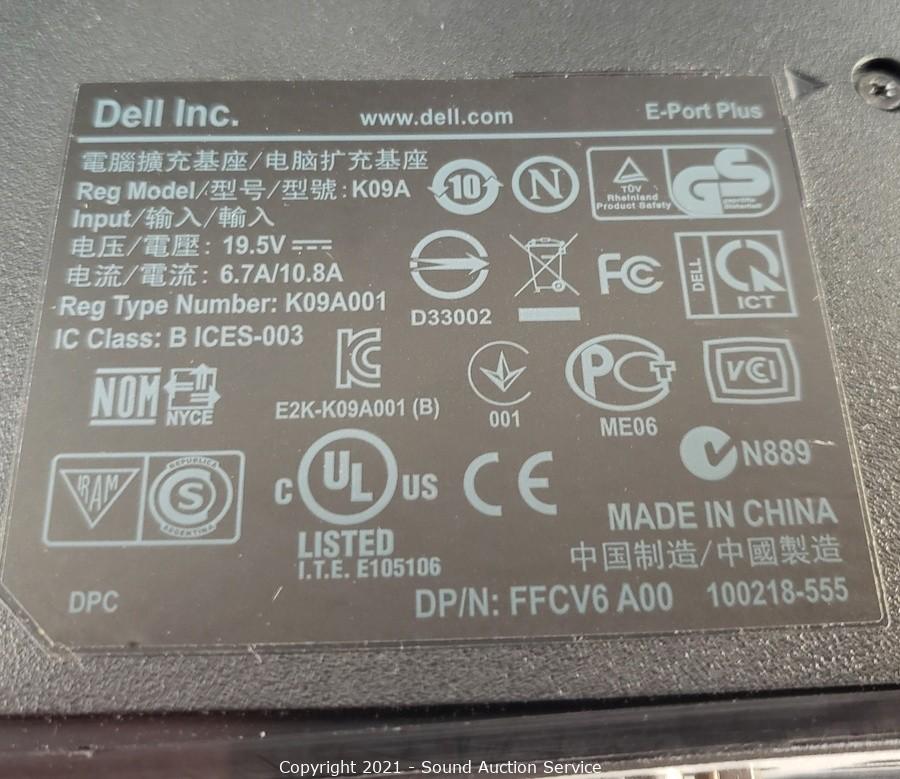 Dell Inc.
www.dell.com
E-Port Plus
電腦擴充基座/电脑扩充基座
Reg Model/型号/型號: K09A
Input/输入/輸入
电压/電壓: 19.5V
电流/電流: 6.7A/10.8A
Reg Type Number: K09A001
IC Class: B ICES-003
10
N
TÜV
Rheinland
Product Safety
GS
geprüfte
Sicherheit
D33002
FC
DELL
ICT
NOM
NYCE
E2K-K09A001 (B)
001
PCT
ME06
VCI
N889
IRAM
REPUBLICA
S
ARGENTINA
C UL US
LISTED
I.T.E. E105106
CE
MADE IN CHINA
中国制造/中國製造
DPC
DP/N: FFCV6 A00
100218-555
Copyright 2021 - Sound Auction Service